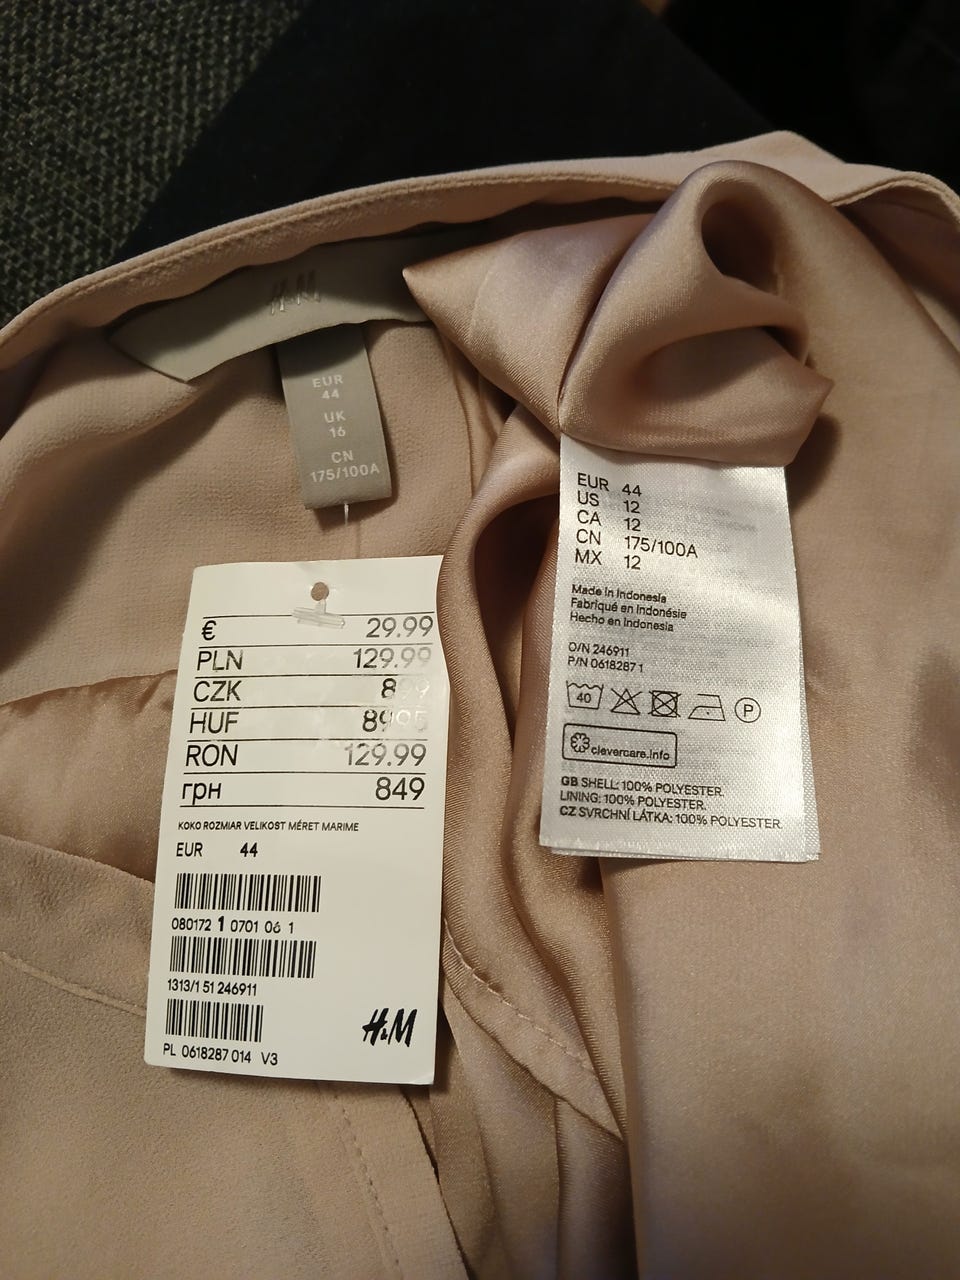 H&M
EUR
44
UK
16
CN
175/100A
EUR 44
US 12
CA 12
CN 175/100A
MX 12
Made in Indonesia
Fabriqué en Indonésie
Hecho en Indonesia
O/N 246911
P/N 0618287 1
40
P
clevercare.info
GB SHELL: 100% POLYESTER.
LINING: 100% POLYESTER.
CZ SVRCHNÍ LÁTKA: 100% POLYESTER.
€ 29.99
PLN 129.99
CZK
HUF
RON 129.99
грн 849
KOKO ROZMIAR VELIKOST MÉRET MARIME
EUR 44
080172 1 0701 06 1
1313/1 51 246911
H&M
PL 0618287 014 V3